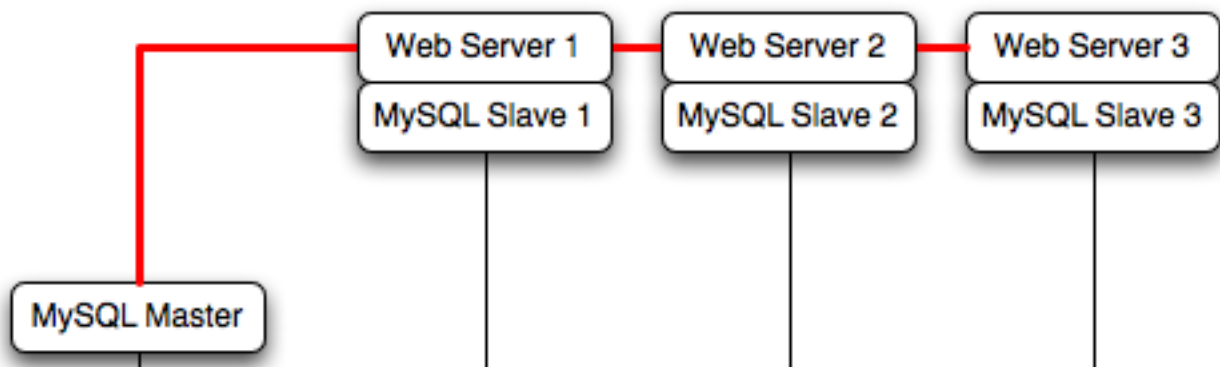 Web Server 1
Web Server 2
Web Server 3
MySQL Slave 1
MySQL Slave 2
MySQL Slave 3
MySQL Master